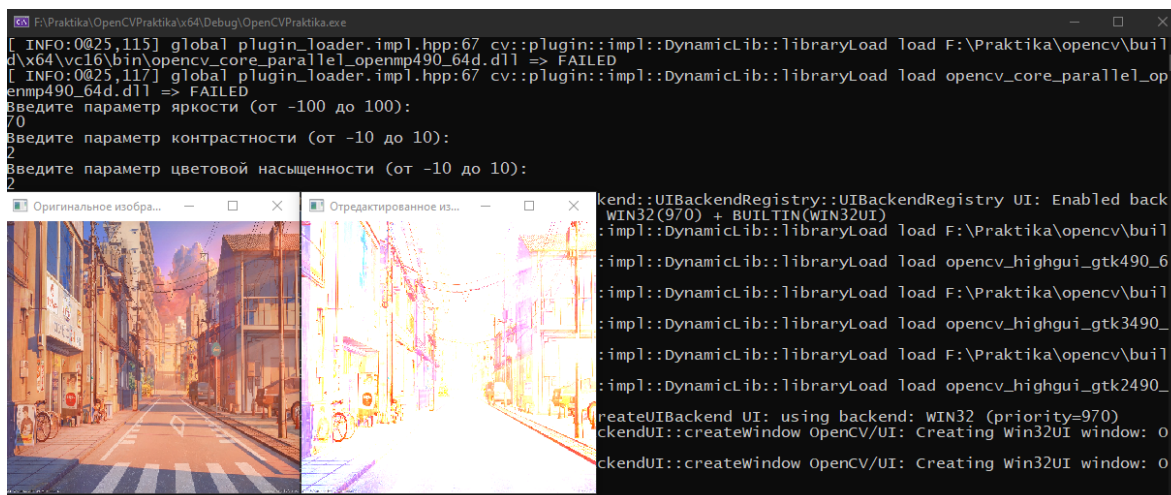 F:\Praktika\OpenCVPraktika\x64\Debug\OpenCVPraktika.exe
[ INFO:0@25,115] global plugin_loader.impl.hpp:67 cv::plugin::impl::DynamicLib::libraryLoad load F:\Praktika\opencv\buil
d\x64\vc16\bin\opencv_core_parallel_openmp490_64d.dll => FAILED
[ INFO:0@25,117] global plugin_loader.impl.hpp:67 cv::plugin::impl::DynamicLib::libraryLoad load opencv_core_parallel_op
enmp490_64d.dll => FAILED
Введите параметр яркости (от -100 до 100):
70
Введите параметр контрастности (от -10 до 10):
2
Введите параметр цветовой насыщенности (от -10 до 10):
2
kend::UIBackendRegistry::UIBackendRegistry UI: Enabled back
Оригинальное изобра...
Отредактированное из...
WIN32(970) + BUILTIN(WIN32UI)
:impl::DynamicLib::libraryLoad load F:\Praktika\opencv\buil
:impl::DynamicLib::libraryLoad load opencv_highgui_gtk490_6
:impl::DynamicLib::libraryLoad load F:\Praktika\opencv\buil
:impl::DynamicLib::libraryLoad load opencv_highgui_gtk3490_
:impl::DynamicLib::libraryLoad load F:\Praktika\opencv\buil
:impl::DynamicLib::libraryLoad load opencv_highgui_gtk2490_
reateUIBackend UI: using backend: WIN32 (priority=970)
ckendUI::createWindow OpenCV/UI: Creating Win32UI window: O
ckendUI::createWindow OpenCV/UI: Creating Win32UI window: O